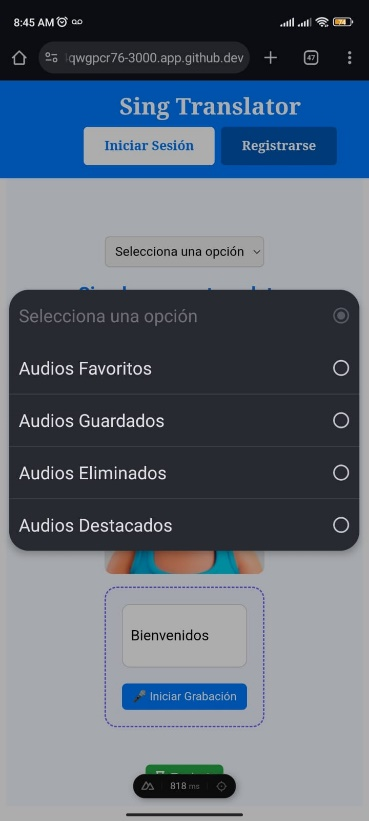 8:45 AM
qwgpcr76-3000.app.github.dev
47
Sing Translator
Iniciar Sesión
Registrarse
Selecciona una opción
Selecciona una opción
Audios Favoritos
Audios Guardados
Audios Eliminados
Audios Destacados
Bienvenidos
Iniciar Grabación
818 ms